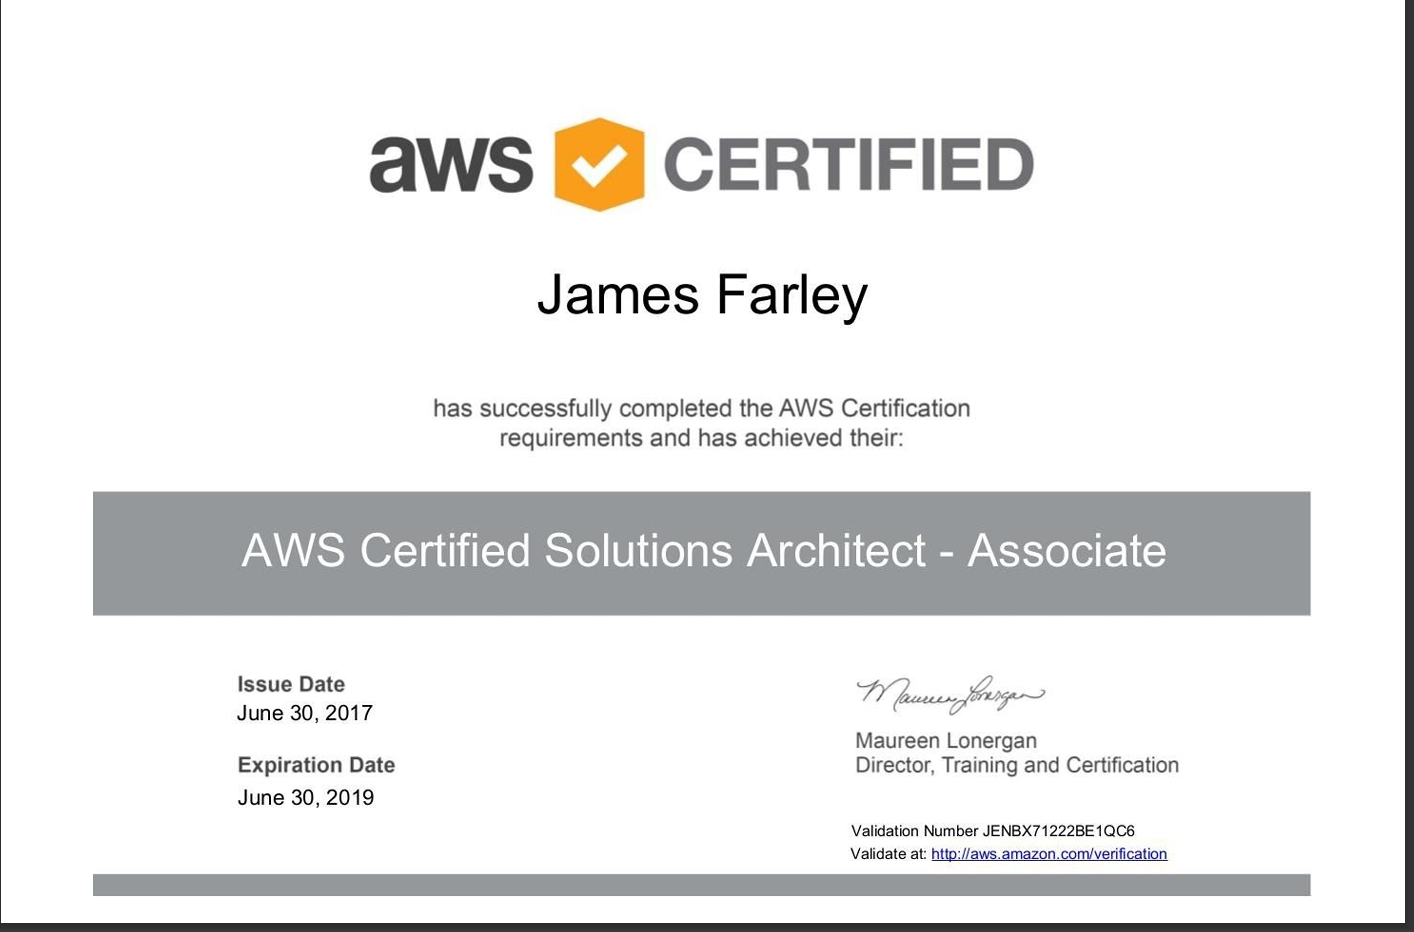 aws CERTIFIED
James Farley
has successfully completed the AWS Certification
requirements and has achieved their:
AWS Certified Solutions Architect - Associate
Issue Date
June 30, 2017
Expiration Date
June 30, 2019
Maureen Lonergan
Maureen Lonergan
Director, Training and Certification
Validation Number JENBX71222BE1QC6
Validate at: http://aws.amazon.com/verification